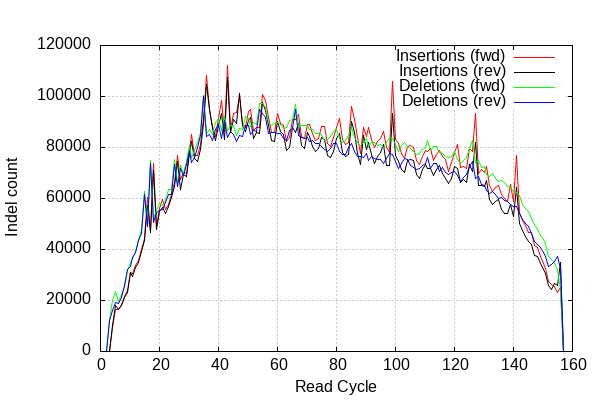 120000
100000
80000
60000
40000
20000
0
Indel count
Insertions (fwd)
Insertions (rev)
Deletions (fwd)
Deletions (rev)
0 20 40 60 80 100 120 140 160
Read Cycle